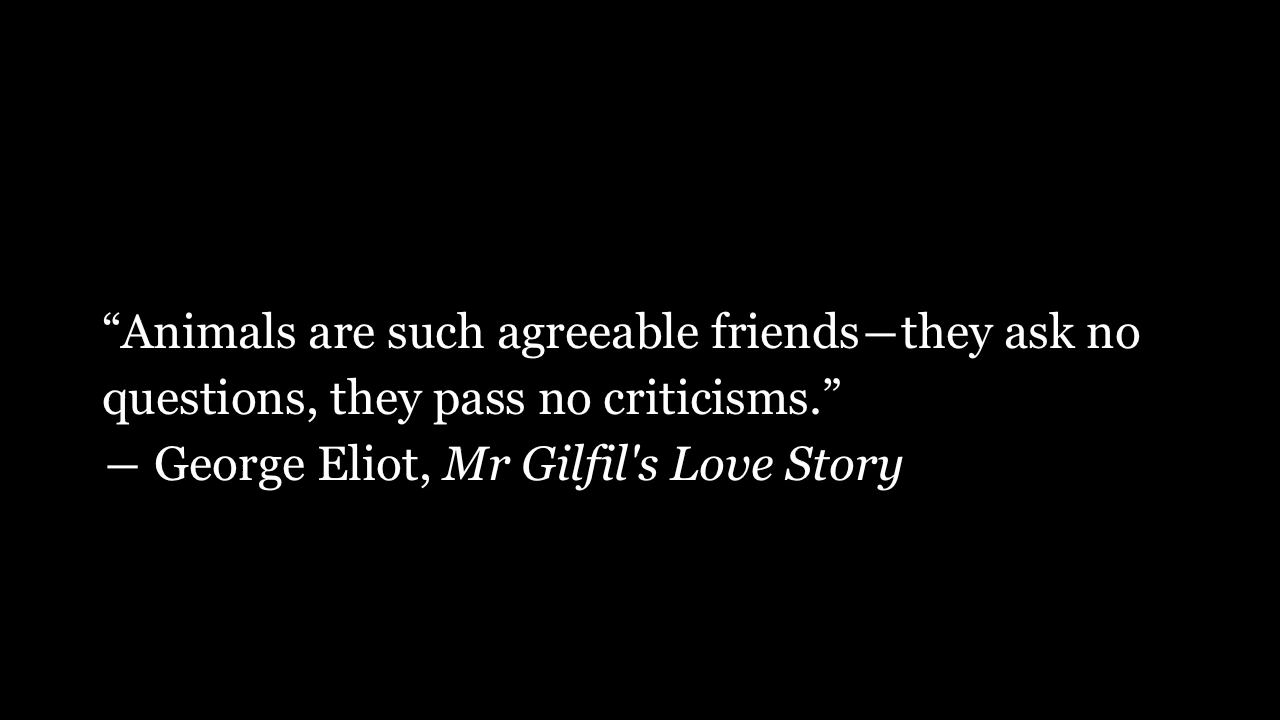 “Animals are such agreeable friends—they ask no
questions, they pass no criticisms.”
— George Eliot, Mr Gilfil's Love Story